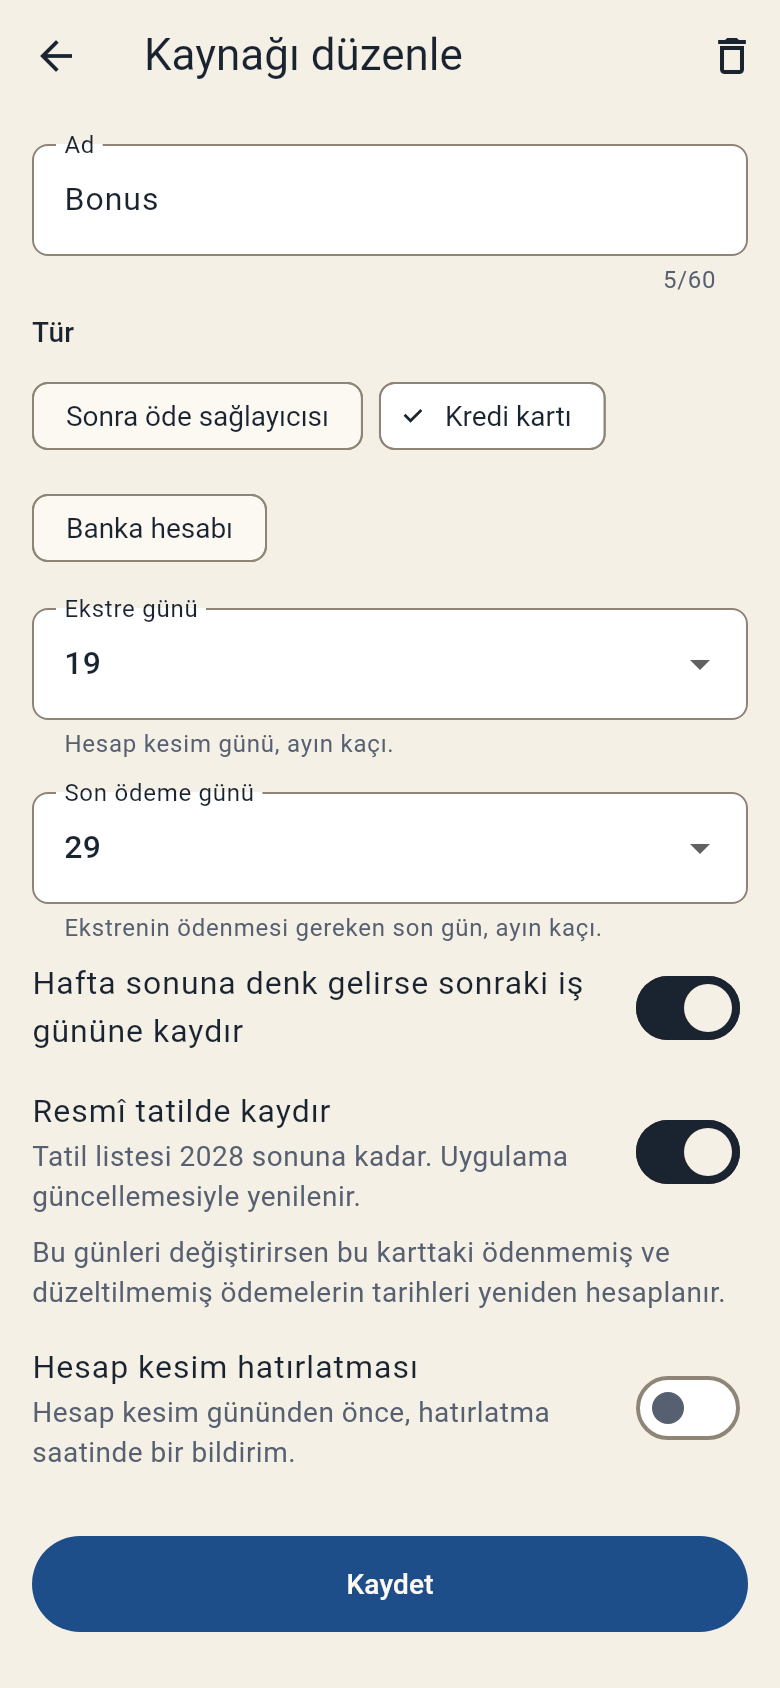 Kaynağı düzenle
Ad
Bonus
5/60
Tür
Sonra öde sağlayıcısı
Kredi kartı
Banka hesabı
Ekstre günü
19
Hesap kesim günü, ayın kaçı.
Son ödeme günü
29
Ekstrenin ödenmesi gereken son gün, ayın kaçı.
Hafta sonuna denk gelirse sonraki iş
gününe kaydır
Resmî tatilde kaydır
Tatil listesi 2028 sonuna kadar. Uygulama
güncellemesiyle yenilenir.
Bu günleri değiştirirsen bu karttaki ödenmemiş ve
düzeltilmemiş ödemelerin tarihleri yeniden hesaplanır.
Hesap kesim hatırlatması
Hesap kesim gününden önce, hatırlatma
saatinde bir bildirim.
Kaydet